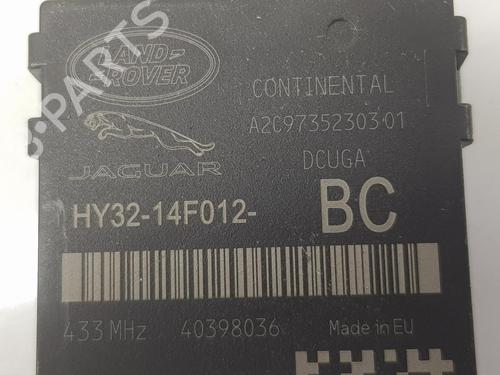 LAND-
-ROVER
CONTINENTAL
A2C97352303 01
JAGUAR
DCUGA
HY32-14F012- BC
433 MHz 40398036 Made in EU
PARTS